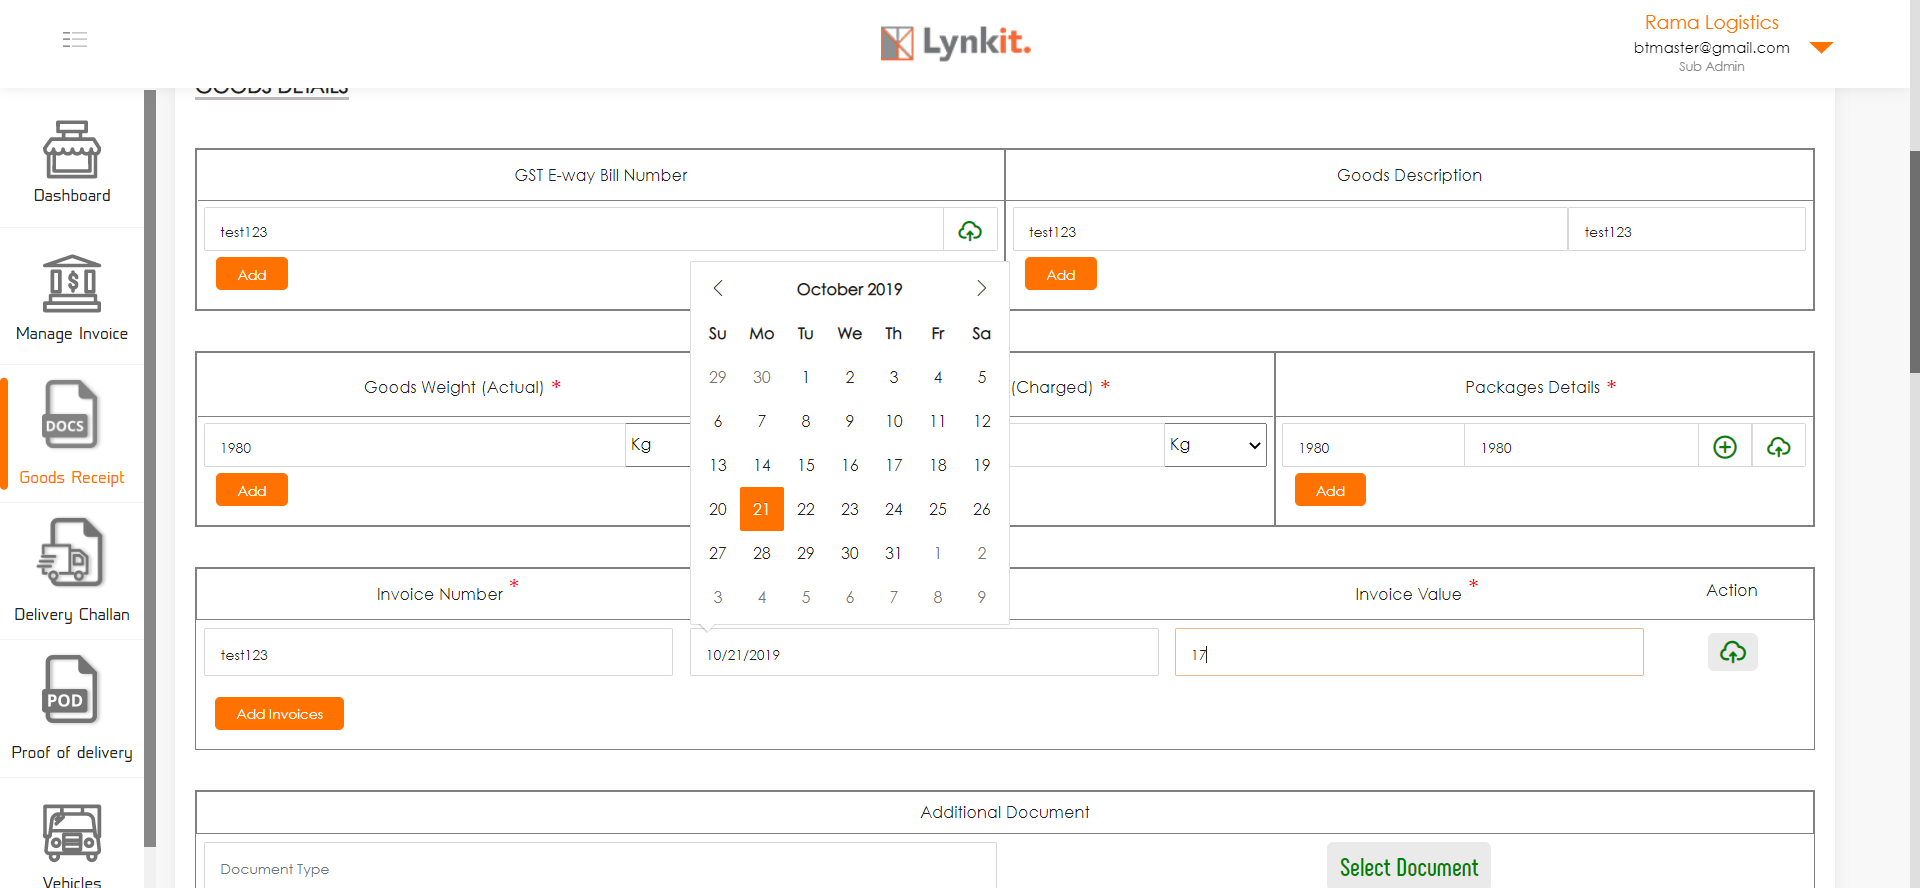 Lynkit.
Rama Logistics
btmaster@gmail.com
Sub Admin
GOODS DETAILS
Dashboard
Manage Invoice
DOCS
Goods Receipt
Delivery Challan
POD
Proof of delivery
Vehicles
GST E-way Bill Number
Goods Description
test123
test123
test123
Add
Add
October 2019
Su Mo Tu We Th Fr Sa
29 30 1 2 3 4 5
6 7 8 9 10 11 12
13 14 15 16 17 18 19
20 21 22 23 24 25 26
27 28 29 30 31 1 2
3 4 5 6 7 8 9
Goods Weight (Actual) *
(Charged) *
Packages Details *
1980
Kg
Kg
1980
1980
Add
Add
Invoice Number *
Invoice Value *
Action
test123
10/21/2019
17
Add Invoices
Additional Document
Document Type
Select Document